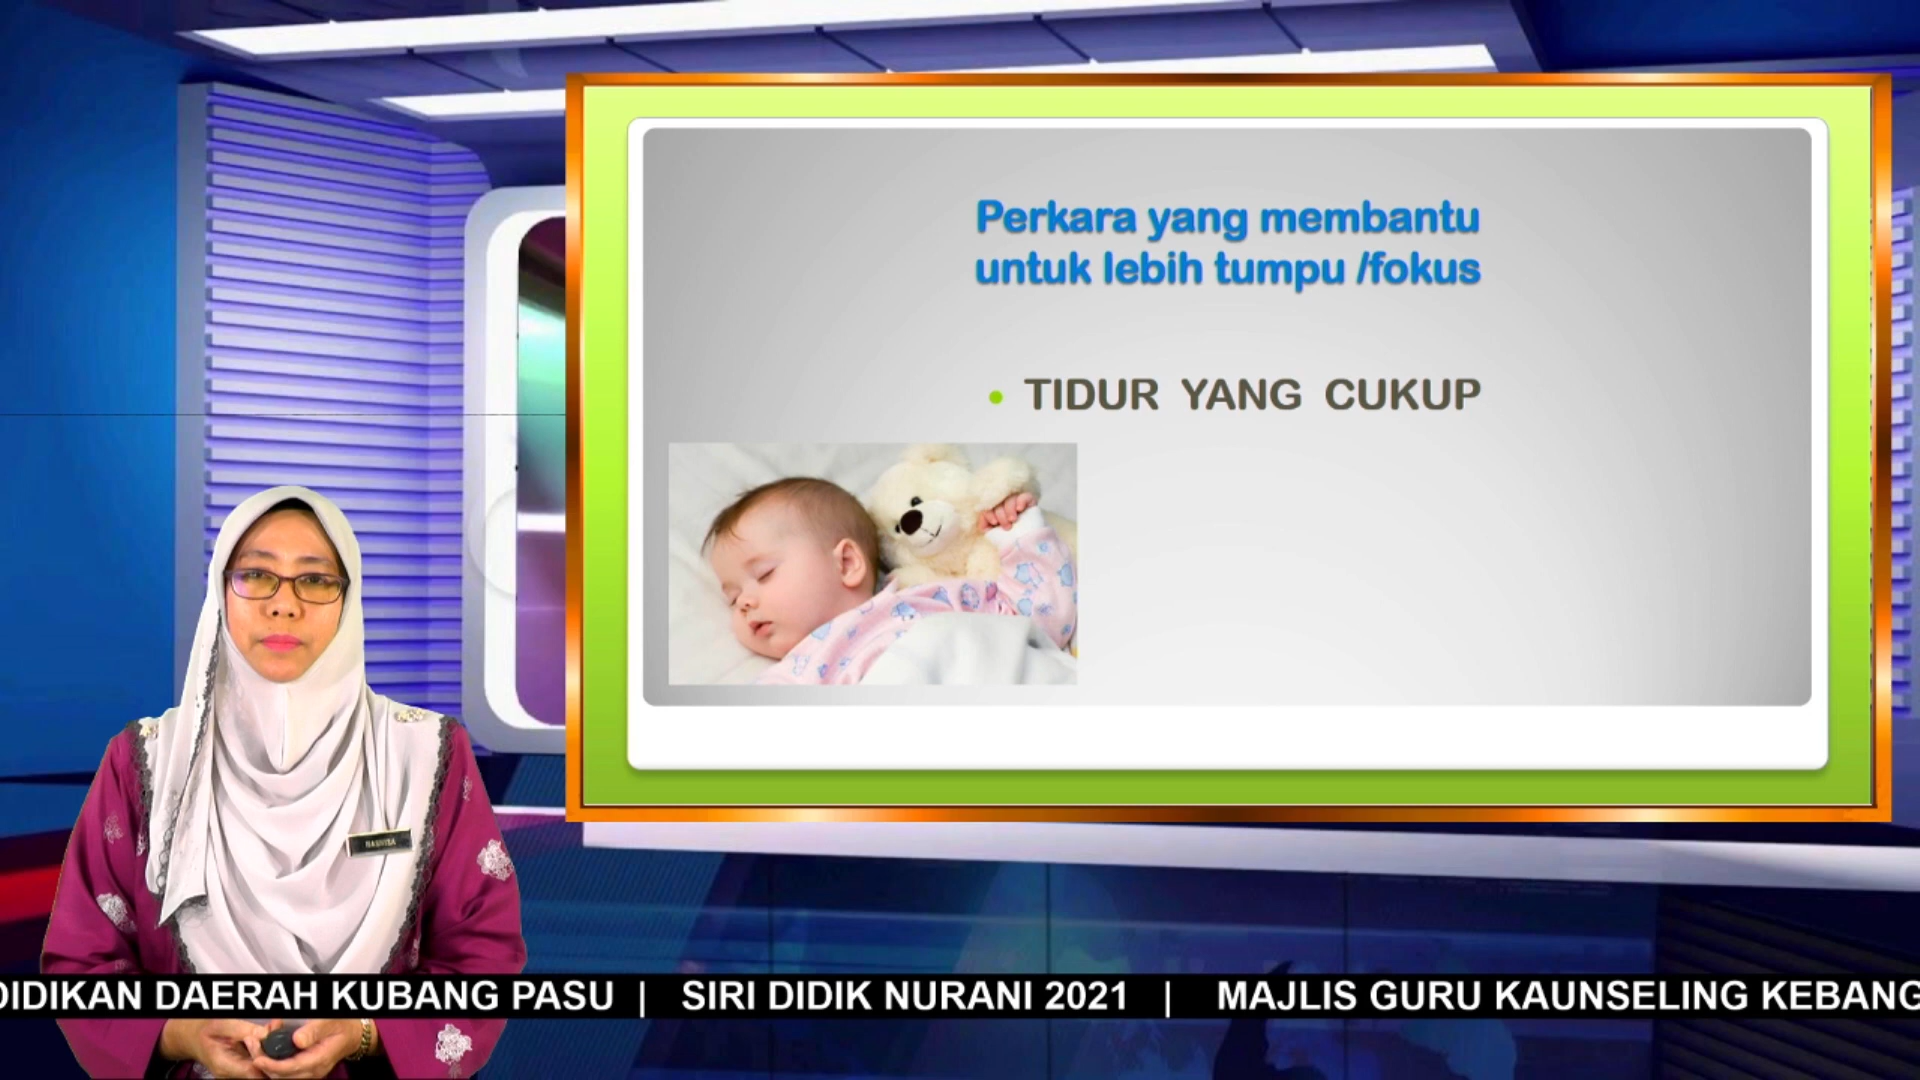 Perkara yang membantu
untuk lebih tumpu /fokus
• TIDUR YANG CUKUP
DIDIKAN DAERAH KUBANG PASU | SIRI DIDIK NURANI 2021 | MAJLIS GURU KAUNSELING KEBANG